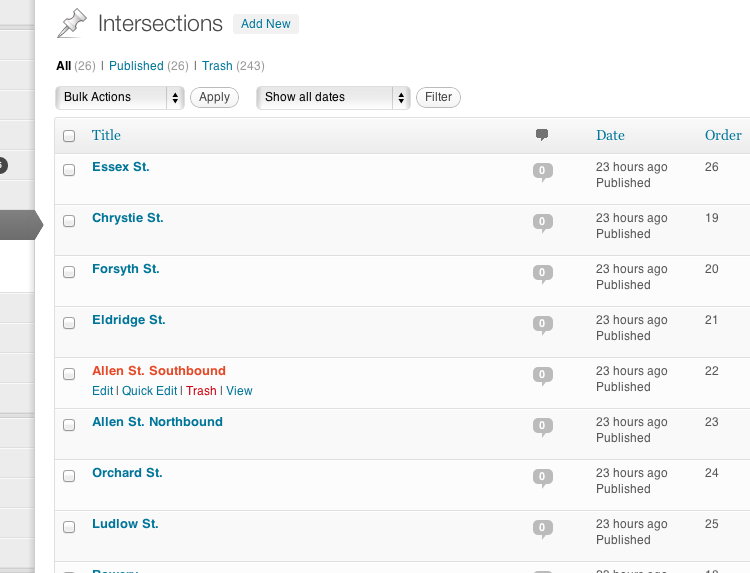 Intersections Add New
All (26) | Published (26) | Trash (243)
Bulk Actions Apply Show all dates Filter
Title Date Order
Essex St. 0 23 hours ago 26
Published
Chrystie St. 0 23 hours ago 19
Published
Forsyth St. 0 23 hours ago 20
Published
Eldridge St. 0 23 hours ago 21
Published
Allen St. Southbound 0 23 hours ago 22
Edit | Quick Edit | Trash | View Published
Allen St. Northbound 0 23 hours ago 23
Published
Orchard St. 0 23 hours ago 24
Published
Ludlow St. 0 23 hours ago 25
Published